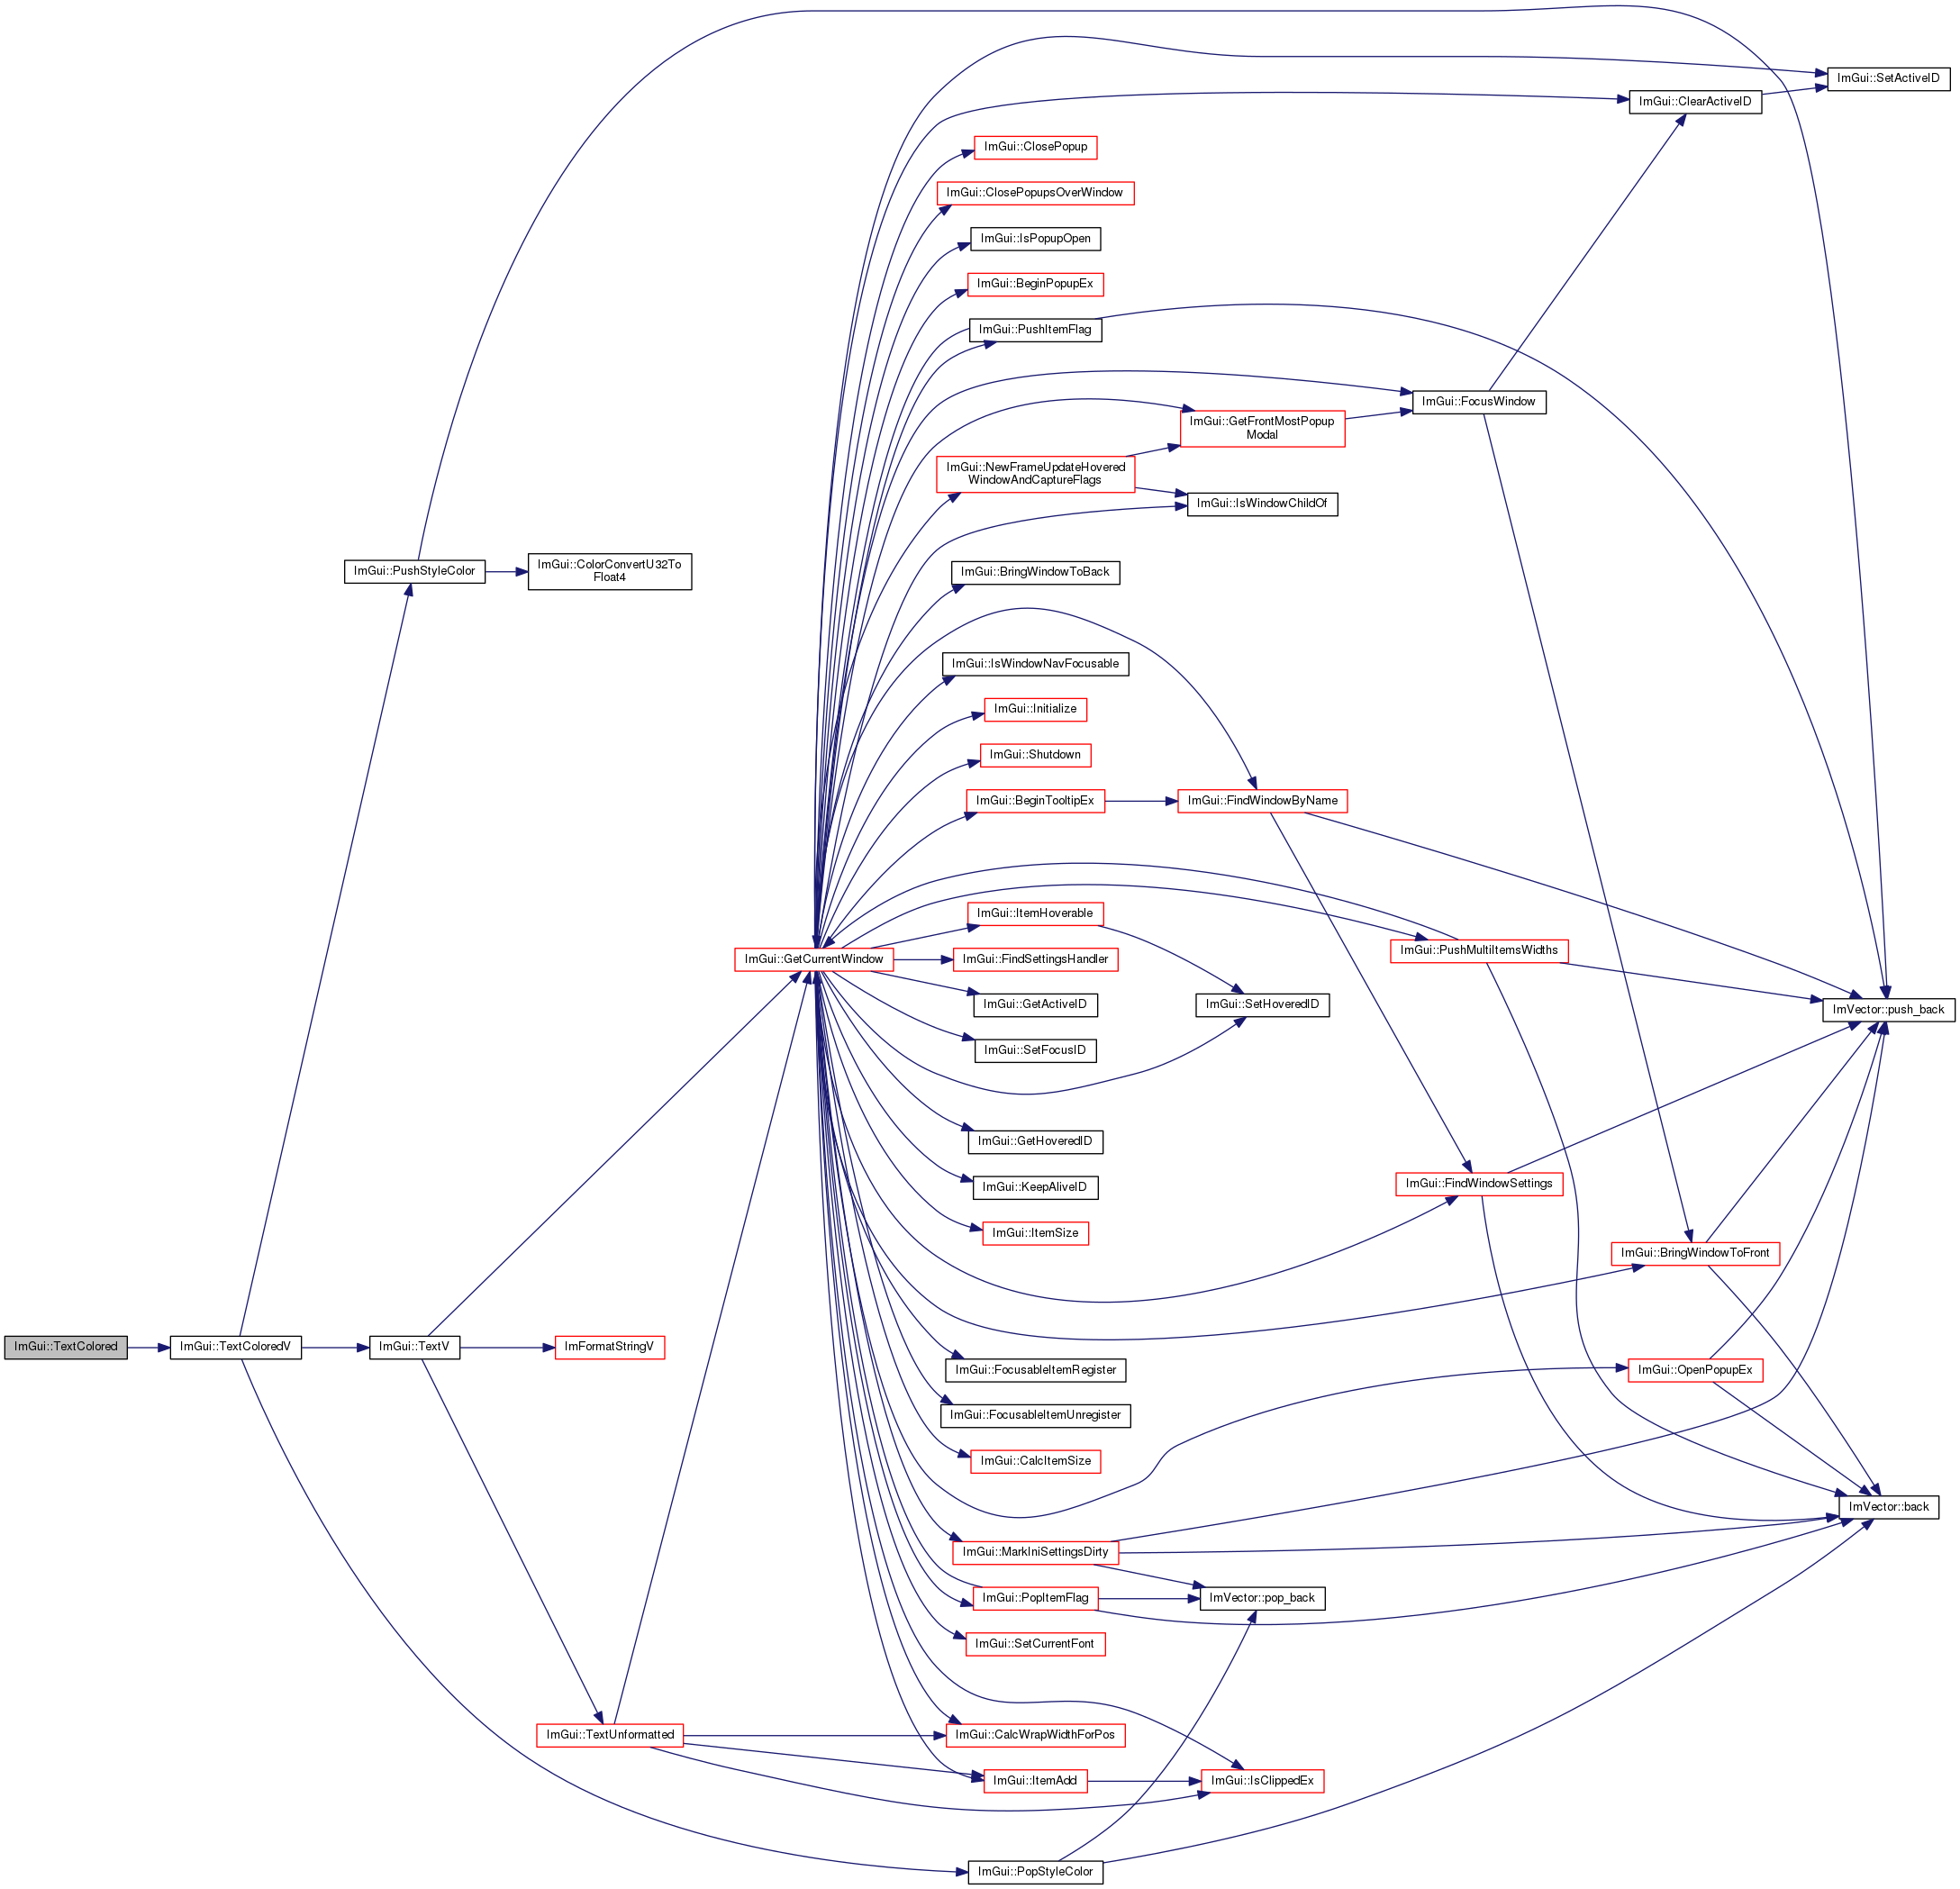 ImGui::SetActiveID
ImGui::ClearActiveID
ImGui::ClosePopup
ImGui::ClosePopupsOverWindow
ImGui::IsPopupOpen
ImGui::BeginPopupEx
ImGui::PushItemFlag
ImGui::FocusWindow
ImGui::GetFrontMostPopup
Modal
ImGui::NewFrameUpdateHovered
WindowAndCaptureFlags
ImGui::IsWindowChildOf
ImGui::PushStyleColor
ImGui::ColorConvertU32To
Float4
ImGui::BringWindowToBack
ImGui::IsWindowNavFocusable
ImGui::Initialize
ImGui::Shutdown
ImGui::BeginTooltipEx
ImGui::FindWindowByName
ImGui::ItemHoverable
ImGui::PushMultiItemsWidths
ImGui::GetCurrentWindow
ImGui::FindSettingsHandler
ImGui::GetActiveID
ImGui::SetHoveredID
ImVector::push_back
ImGui::SetFocusID
ImGui::GetHoveredID
ImGui::KeepAliveID
ImGui::FindWindowSettings
ImGui::ItemSize
ImGui::BringWindowToFront
ImGui::TextColored
ImGui::TextColoredV
ImGui::TextV
ImFormatStringV
ImGui::FocusableItemRegister
ImGui::OpenPopupEx
ImGui::FocusableItemUnregister
ImGui::CalcItemSize
ImVector::back
ImGui::MarkIniSettingsDirty
ImGui::PopItemFlag
ImVector::pop_back
ImGui::SetCurrentFont
ImGui::TextUnformatted
ImGui::CalcWrapWidthForPos
ImGui::ItemAdd
ImGui::IsClippedEx
ImGui::PopStyleColor